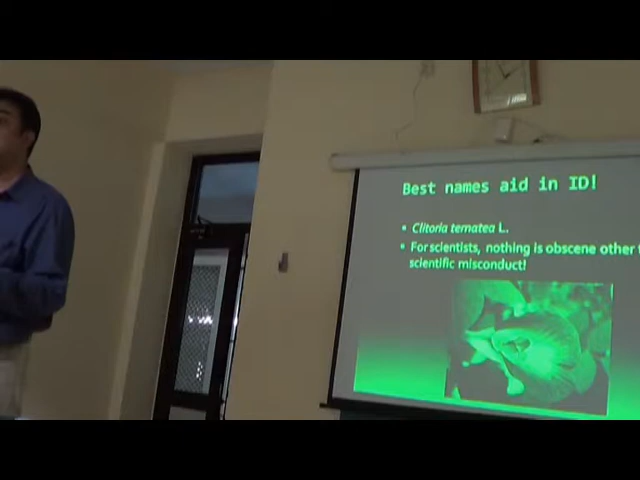 Best names aid in ID!
• Clitoria ternatea L.
• For scientists, nothing is obscene other
scientific misconduct!